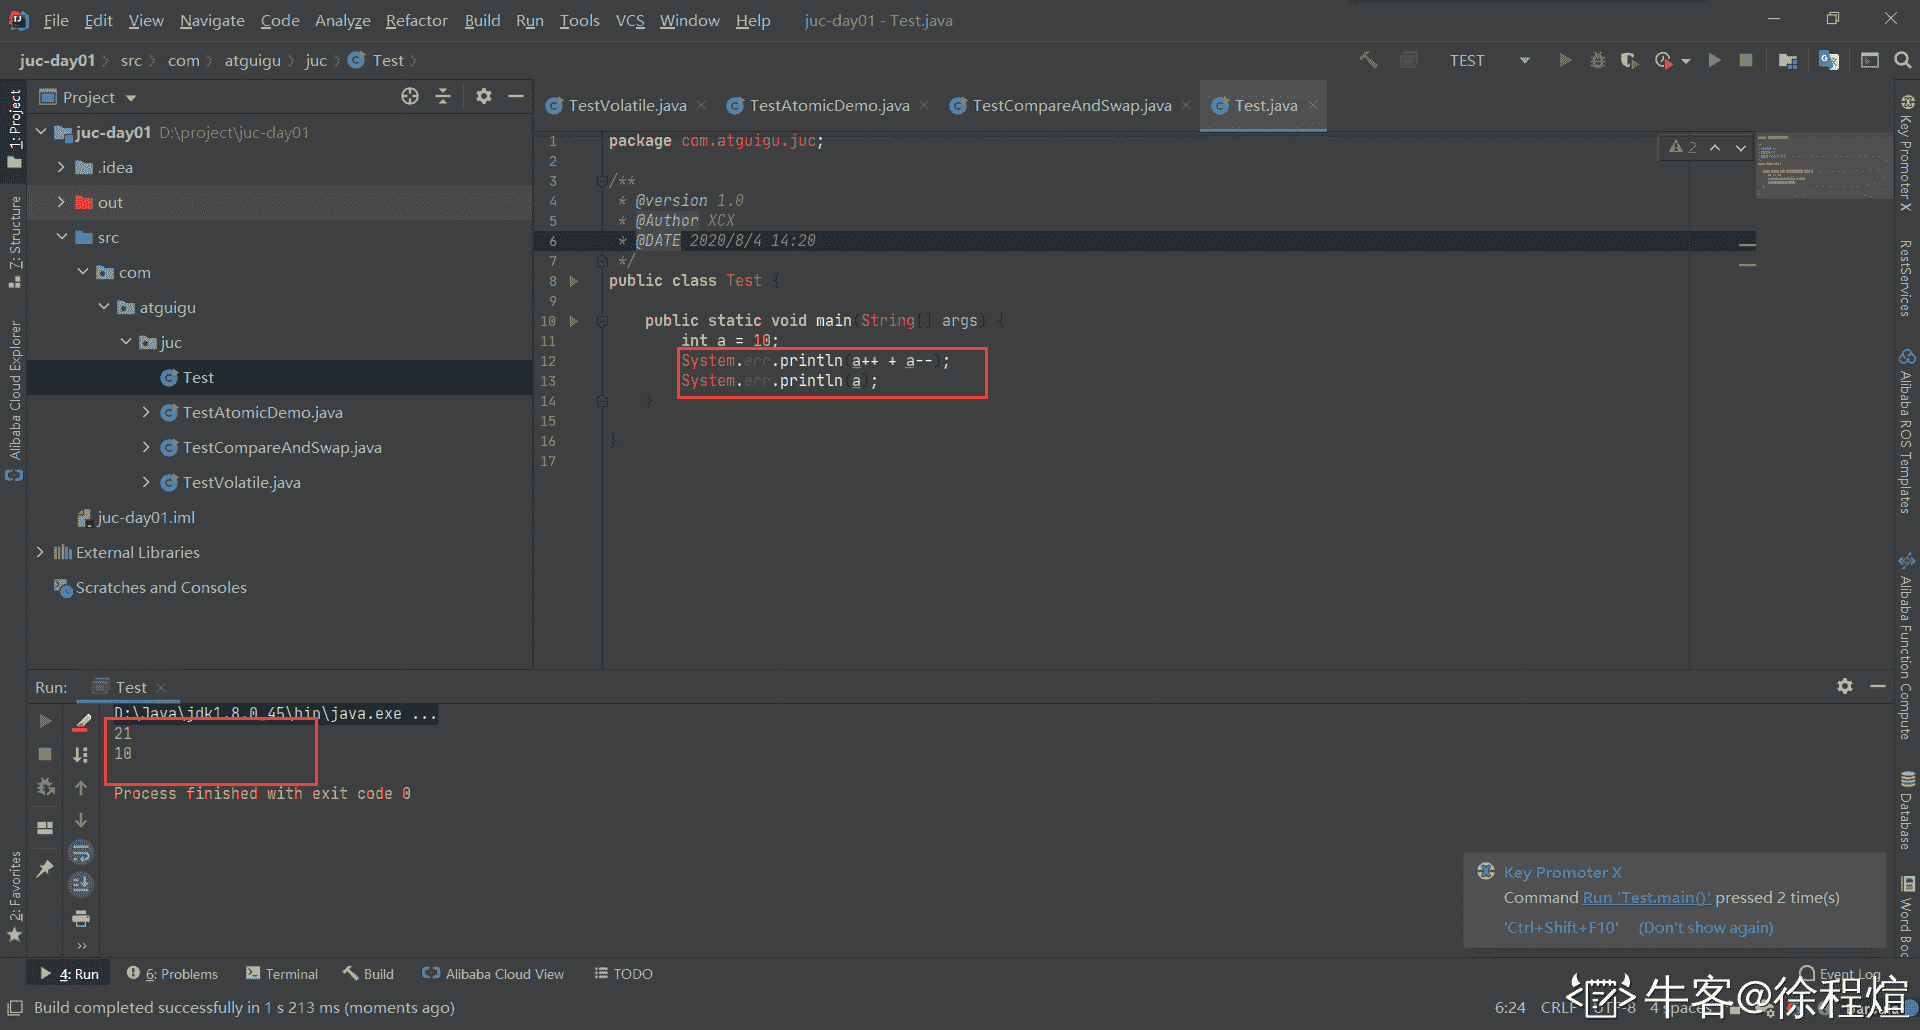 File Edit View Navigate Code Analyze Refactor Build Run Tools VCS Window Help juc-day01 - Test.java
juc-day01 src com atguigu juc Test TEST
1: Project
7: Structure
Alibaba Cloud Explorer
2: Favorites
Project
juc-day01 D:\project\juc-day01
.idea
out
src
com
atguigu
juc
Test
TestAtomicDemo.java
TestCompareAndSwap.java
TestVolatile.java
juc-day01.iml
External Libraries
Scratches and Consoles
TestVolatile.java TestAtomicDemo.java TestCompareAndSwap.java Test.java
2
1 package com.atguigu.juc;
2
3 /**
4 * @version 1.0
5 * @Author XCX
6 * @DATE 2020/8/4 14:20
7 */
8 public class Test {
9
10 public static void main(String[] args) {
11 int a = 10;
12 System.err.println(a++ + a--);
13 System.err.println(a);
14 }
15
16 }
17
Key Promoter X
RestServices
Alibaba ROS Templates
Alibaba Function Compute
Database
Word Bo
Run: Test
D:\Java\jdk1.8.0_45\bin\java.exe ...
21
10
Process finished with exit code 0
Key Promoter X
Command Run 'Test.main()' pressed 2 time(s)
'Ctrl+Shift+F10' (Don't show again)
4: Run 6: Problems Terminal Build Alibaba Cloud View TODO Event Log
Build completed successfully in 1 s 213 ms (moments ago) 6:24 CRLF UTF-8 4 spaces
牛客@徐程煊